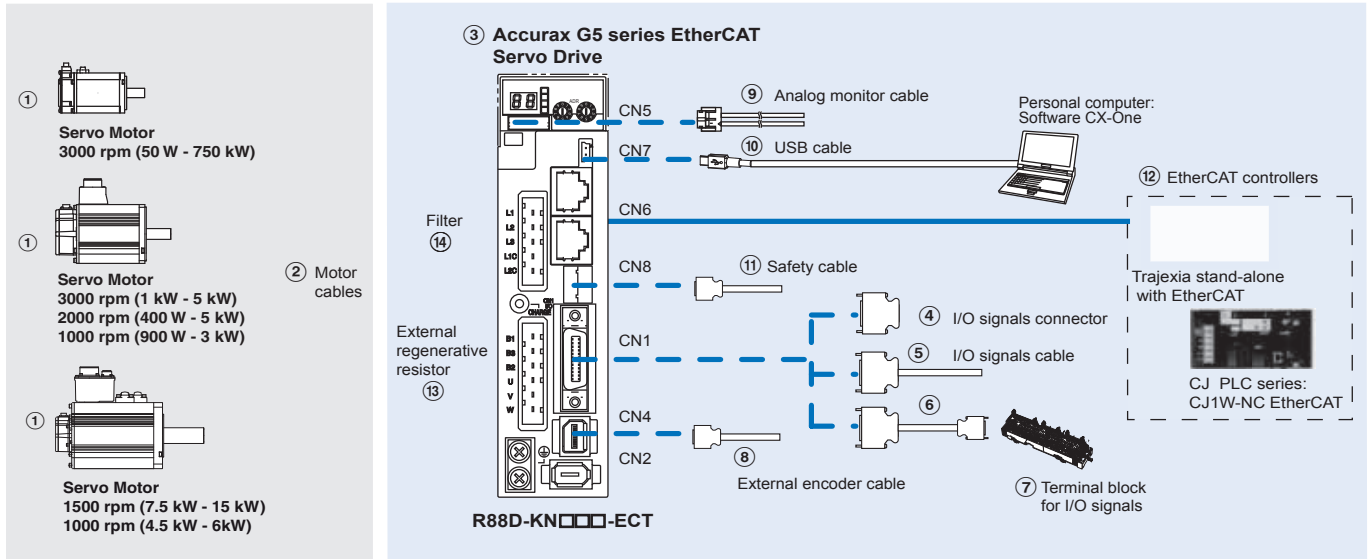 ①
Servo Motor
3000 rpm (50 W - 750 kW)
①
Servo Motor
3000 rpm (1 kW - 5 kW)
2000 rpm (400 W - 5 kW)
1000 rpm (900 W - 3 kW)
② Motor
cables
①
Servo Motor
1500 rpm (7.5 kW - 15 kW)
1000 rpm (4.5 kW - 6kW)
③ Accurax G5 series EtherCAT
Servo Drive
ADR
CN5
⑨ Analog monitor cable
Personal computer:
Software CX-One
CN7
⑩ USB cable
⑫ EtherCAT controllers
CN6
Filter
⑭
L1
L2
L3
L1C
L2C
CN8
⑪ Safety cable
Trajexia stand-alone
with EtherCAT
CHARGE
External
regenerative
resistor
⑬
B1
B3
B2
U
V
W
CN1
④ I/O signals connector
⑤ I/O signals cable
CJ PLC series:
CJ1W-NC EtherCAT
⑥
CN4
CN2
⑧
External encoder cable
⑦ Terminal block
for I/O signals
R88D-KN□□□-ECT